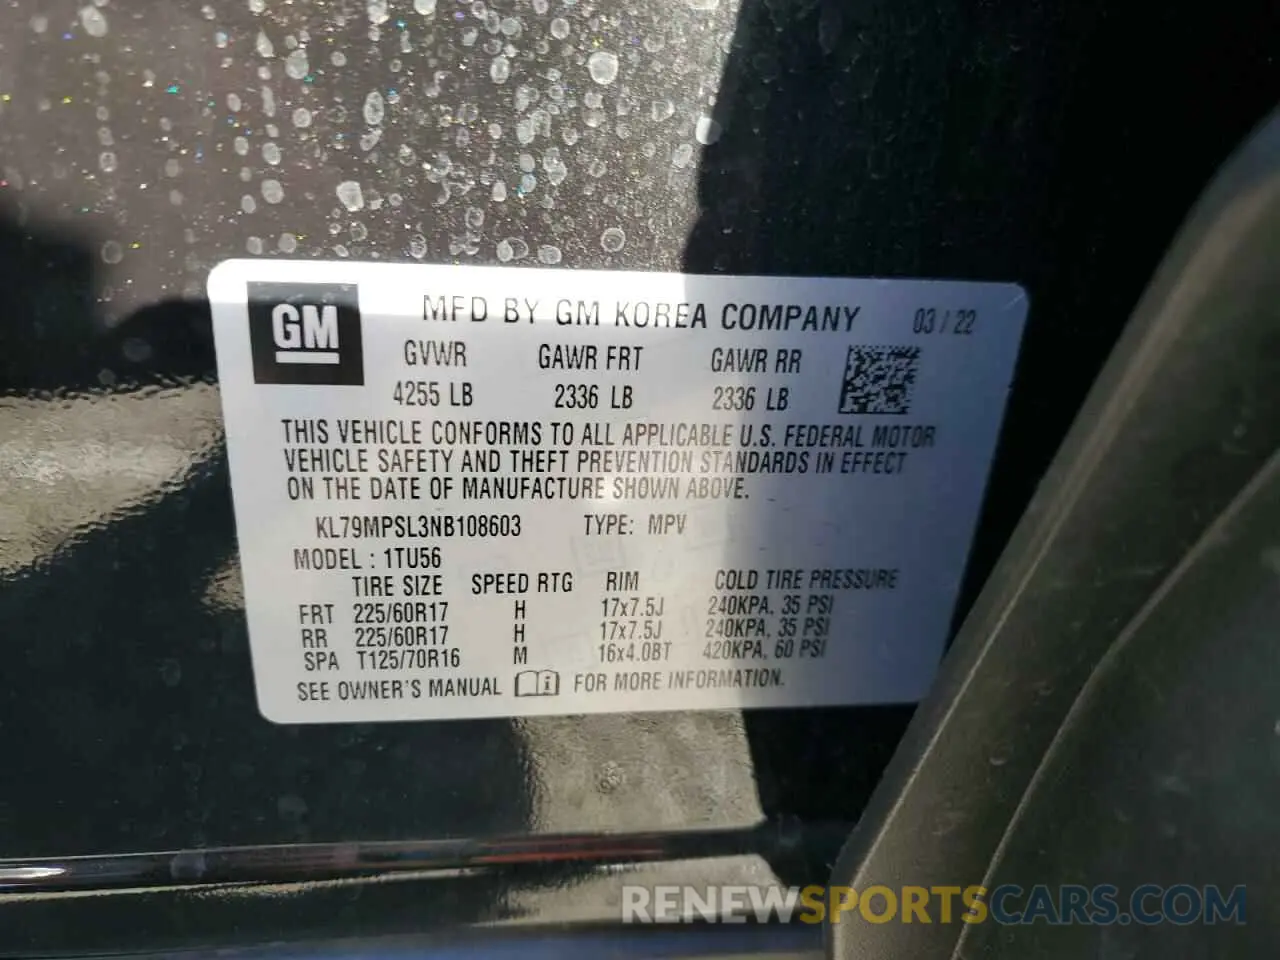 GM
MFD BY GM KOREA COMPANY 03/22
GVWR GAWR FRT GAWR RR
4255 LB 2336 LB 2336 LB
THIS VEHICLE CONFORMS TO ALL APPLICABLE U.S. FEDERAL MOTOR
VEHICLE SAFETY AND THEFT PREVENTION STANDARDS IN EFFECT
ON THE DATE OF MANUFACTURE SHOWN ABOVE.
KL79MPSL3NB108603 TYPE: MPV
MODEL : 1TU56
TIRE SIZE SPEED RTG RIM COLD TIRE PRESSURE
FRT 225/60R17 H 17x7.5J 240KPA, 35 PSI
RR 225/60R17 H 17x7.5J 240KPA, 35 PSI
SPA T125/70R16 M 16x4.0BT 420KPA, 60 PSI
SEE OWNER'S MANUAL FOR MORE INFORMATION.
RENEWSPORTSCARS.COM